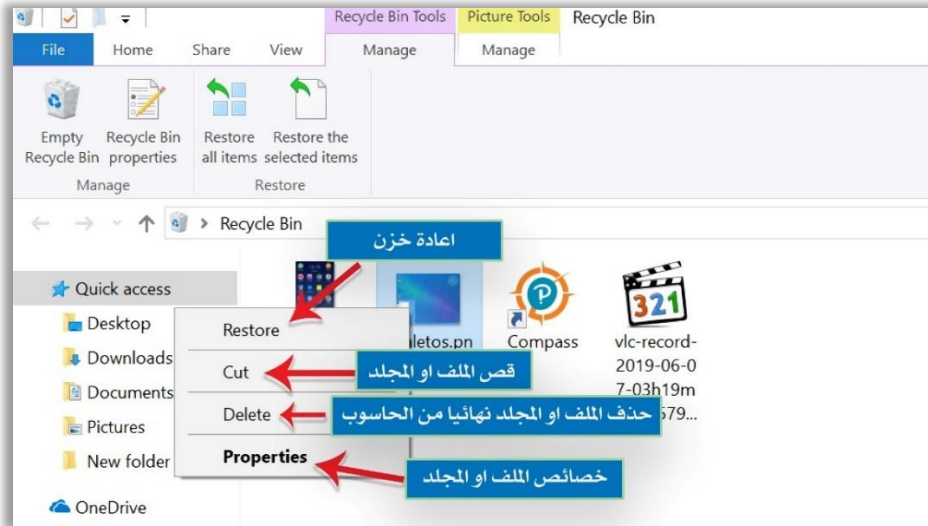 Recycle Bin Tools Picture Tools Recycle Bin
File Home Share View Manage Manage
Empty Recycle Bin
Recycle Bin properties
Restore all items
Restore the selected items
Manage Restore
Recycle Bin
اعادة خزن
Quick access
Desktop
Downloads
Documents
Pictures
New folder
OneDrive
letos.pn
Compass
321
vlc-record-
2019-06-0
7-03h19m
579...
Restore
Cut
قص الملف او المجلد
Delete
حذف الملف او المجلد نهائيا من الحاسوب
Properties
خصائص الملف او المجلد